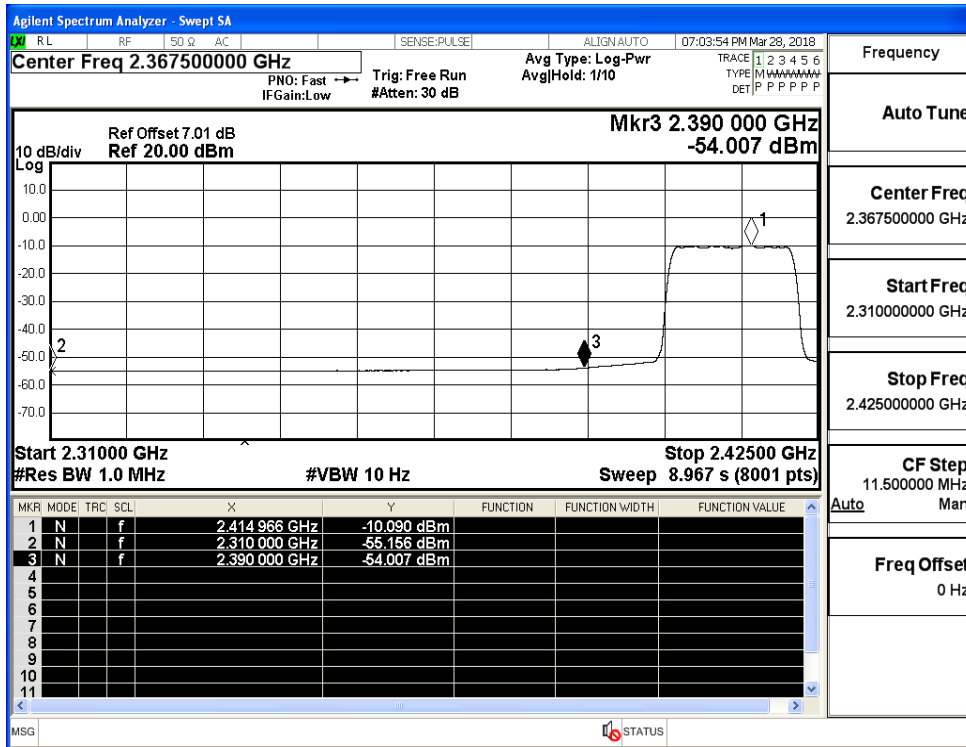 Agilent Spectrum Analyzer - Swept SA
LXI RL RF 50 Ω AC SENSE:PULSE ALIGN AUTO 07:03:54 PM Mar 28, 2018
Center Freq 2.367500000 GHz
PNO: Fast
IFGain:Low
Trig: Free Run
#Atten: 30 dB
Avg Type: Log-Pwr
Avg|Hold: 1/10
TRACE 1 2 3 4 5 6
TYPE M WWWWW
DET P P P P P P
Mkr3 2.390 000 GHz
-54.007 dBm
Ref Offset 7.01 dB
10 dB/div Ref 20.00 dBm
Log
10.0
0.00
-10.0
-20.0
-30.0
-40.0
-50.0
-60.0
-70.0
1
2
3
Start 2.31000 GHz Stop 2.42500 GHz
#Res BW 1.0 MHz #VBW 10 Hz Sweep 8.967 s (8001 pts)
MKR MODE TRC SCL X Y FUNCTION FUNCTION WIDTH FUNCTION VALUE
1 N f 2.414 966 GHz -10.090 dBm
2 N f 2.310 000 GHz -55.156 dBm
3 N f 2.390 000 GHz -54.007 dBm
4
5
6
7
8
9
10
11
MSG STATUS
Frequency
Auto Tune
Center Freq
2.367500000 GHz
Start Freq
2.310000000 GHz
Stop Freq
2.425000000 GHz
CF Step
11.500000 MHz
Auto Man
Freq Offset
0 Hz